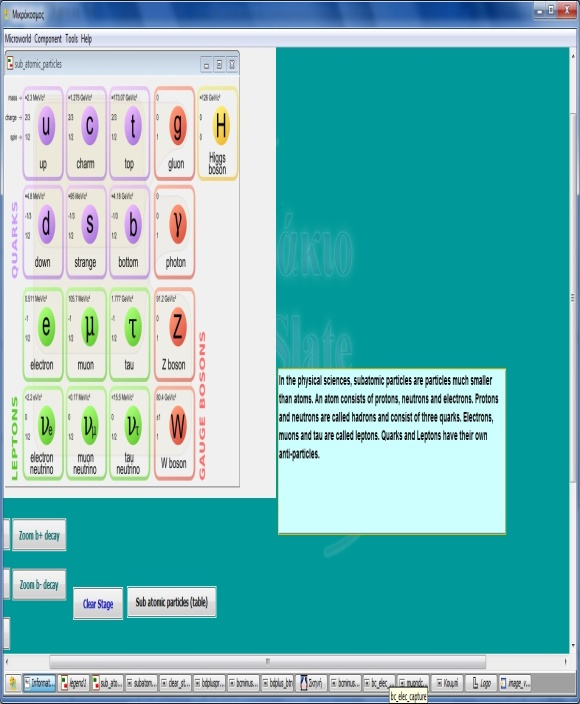 Μικρόκοσμος
Microworld Component Tools Help
sub_atomic_particles
mass → ≈2.3 MeV/c² ≈1.275 GeV/c² ≈173.07 GeV/c² 0 ≈126 GeV/c²
charge → 2/3 2/3 2/3 0 0
spin → 1/2 1/2 1/2 1 0
u c t g H
up charm top gluon Higgs boson
QUARKS
≈4.8 MeV/c² ≈95 MeV/c² ≈4.18 GeV/c² 0
-1/3 -1/3 -1/3 0
1/2 1/2 1/2 1
d s b γ
down strange bottom photon
0.511 MeV/c² 105.7 MeV/c² 1.777 GeV/c² 91.2 GeV/c²
-1 -1 -1 0
1/2 1/2 1/2 1
e μ τ Z
electron muon tau Z boson
LEPTONS
<2.2 eV/c² <0.17 MeV/c² <15.5 MeV/c² 80.4 GeV/c²
0 0 0 ±1
1/2 1/2 1/2 1
νe νμ ντ W
electron neutrino muon neutrino tau neutrino W boson
GAUGE BOSONS
άκιο
Slate
In the physical sciences, subatomic particles are particles much smaller
than atoms. An atom consists of protons, neutrons and electrons. Protons
and neutrons are called hadrons and consist of three quarks. Electrons,
muons and tau are called leptons. Quarks and Leptons have their own
anti-particles.
Zoom b+ decay
Zoom b- decay
Clear Stage
Sub atomic particles (table)
Informat... legend1 sub_ato... subatom... clear_st... bdpluspr... bcminus... bdplus_btn Σκηνή bcminus... bc_elec_... muondc... Κουμπί Logo image_v...
bc_elec_capture